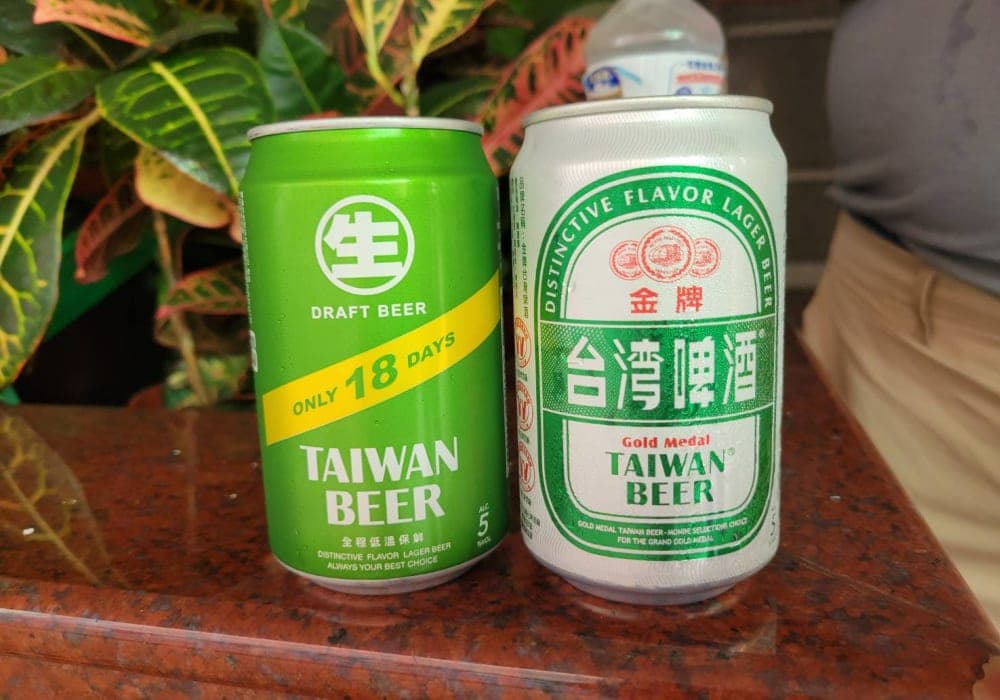 生
DRAFT BEER
ONLY 18 DAYS
TAIWAN
BEER
全程低溫保鮮
DISTINCTIVE FLAVOR LAGER BEER
ALWAYS YOUR BEST CHOICE
ALC.
5
%VOL
DISTINCTIVE FLAVOR LAGER BEER
金牌
台湾啤酒®
Gold Medal
TAIWAN®
BEER
GOLD MEDAL TAIWAN BEER-MONDE SELECTION'S CHOICE
FOR THE GRAND GOLD MEDAL